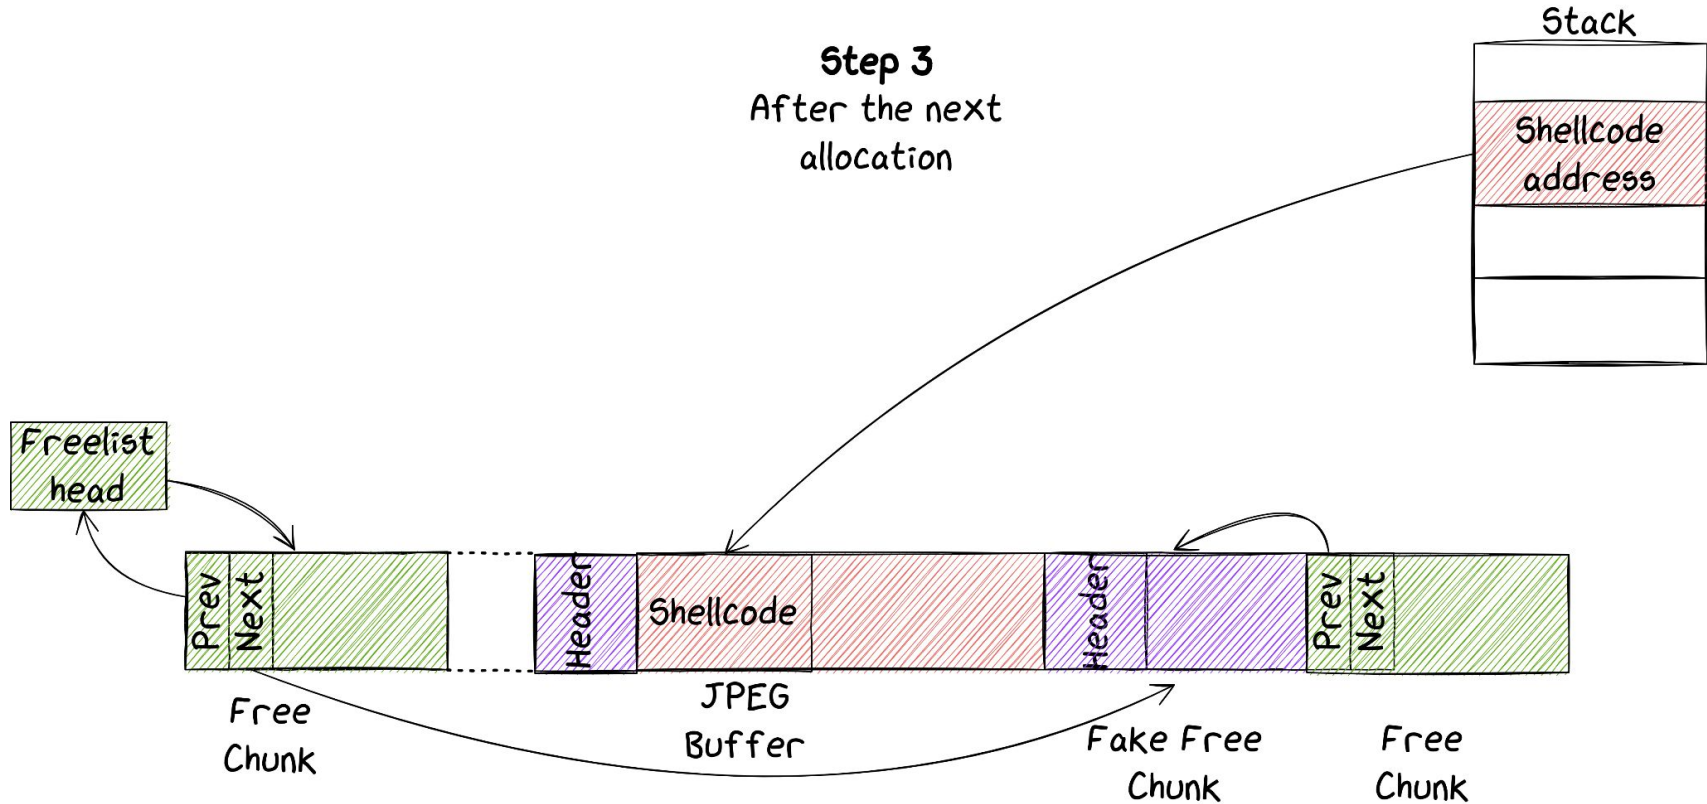 Stack
Step 3
After the next
allocation
Shellcode
address
Freelist
head
Prev
Next
Header
Shellcode
Header
Prev
Next
Free
Chunk
JPEG
Buffer
Fake Free
Chunk
Free
Chunk